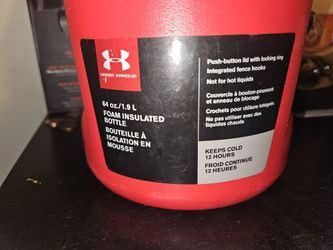 UNDER ARMOUR
64 oz./1.9 L
FOAM INSULATED
BOTTLE
BOUTEILLE À
ISOLATION EN
MOUSSE
Push-button lid with locking ring
Integrated fence hooks
Not for hot liquids
Couvercle à bouton-poussoir
et anneau de blocage
Crochets pour clôture intégrés
Ne pas utiliser avec des
liquides chauds
KEEPS COLD
12 HOURS
FROID CONTINUE
12 HEURES